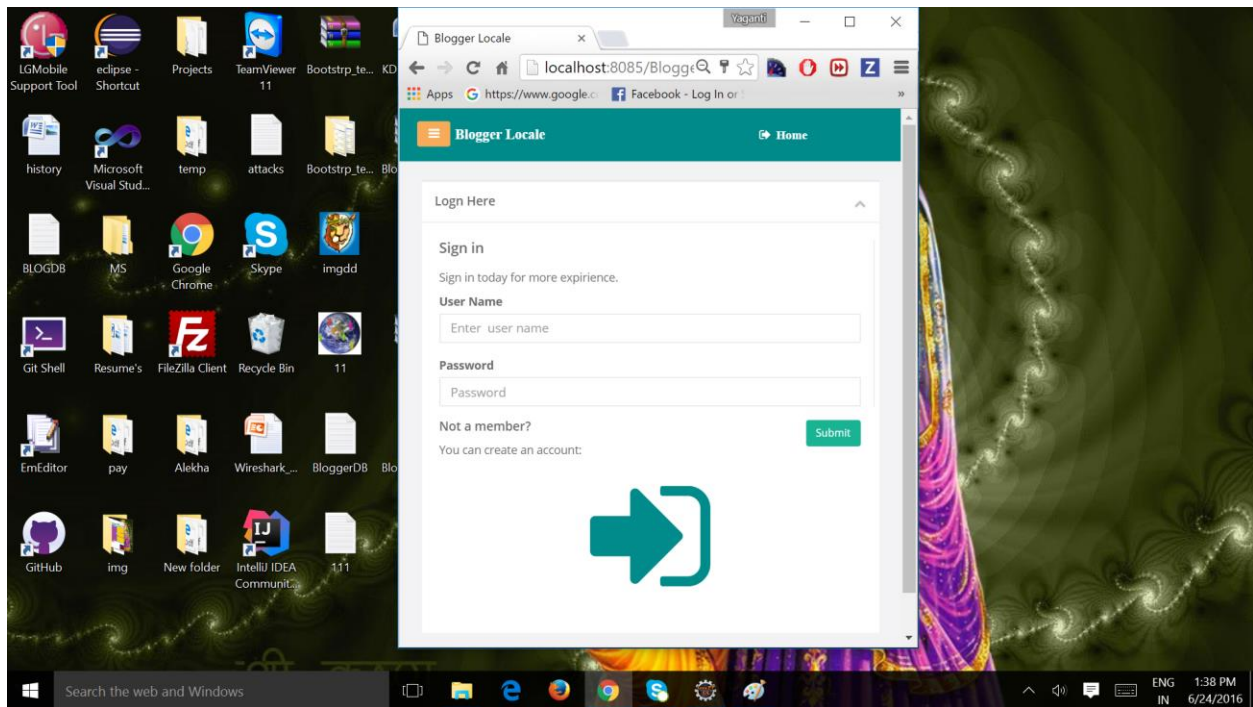 LGMobile Support Tool
eclipse - Shortcut
Projects
TeamViewer 11
Bootstrp_te...
KD
history
Microsoft Visual Stud...
temp
attacks
Bootstrp_te...
Blo
BLOGDB
MS
Google Chrome
Skype
imgdd
Git Shell
Resume's
FileZilla Client
Recycle Bin
11
EmEditor
pay
Alekha
Wireshark_...
BloggerDB
Blo
GitHub
img
New folder
IntelliJ IDEA Communit...
111
Yaganti
Blogger Locale
localhost:8085/Blogg
Apps
https://www.google.c
Facebook - Log In or
»
Blogger Locale
Home
Logn Here
Sign in
Sign in today for more expirience.
User Name
Enter user name
Password
Password
Not a member?
Submit
You can create an account:
Search the web and Windows
ENG
IN
1:38 PM
6/24/2016